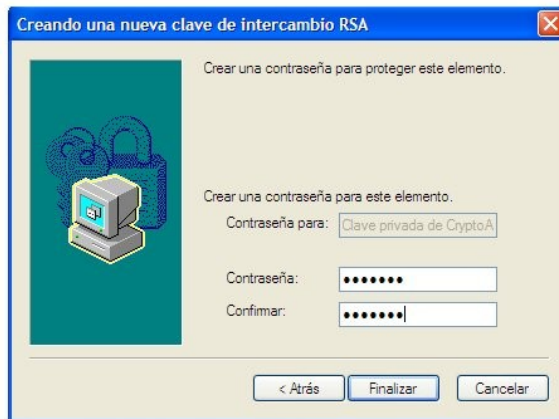 Creando una nueva clave de intercambio RSA
Crear una contraseña para proteger este elemento.
Crear una contraseña para este elemento.
Contraseña para: Clave privada de CryptoA
Contraseña: •••••••
Confirmar: •••••••
< Atrás Finalizar Cancelar